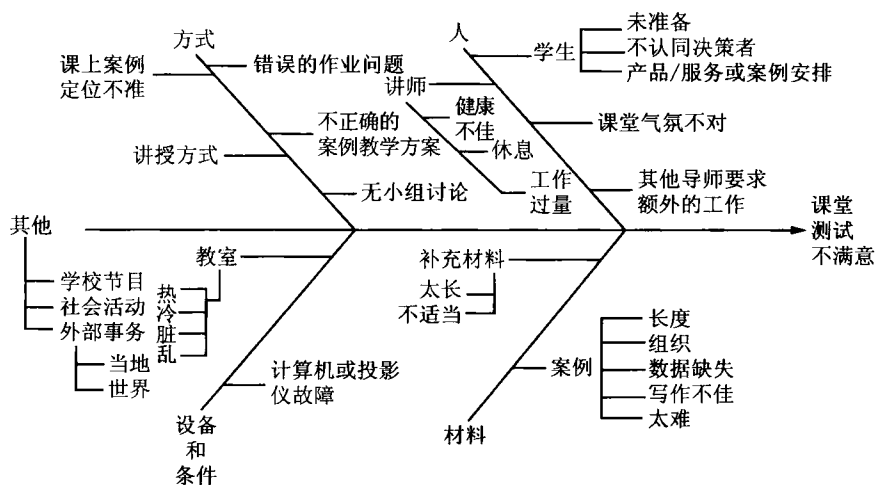 方式
课上案例
定位不准
错误的作业问题
讲授方式
不正确的
案例教学方案
无小组讨论
人
学生
未准备
不认同决策者
产品/服务或案例安排
讲师
健康
不佳
休息
工作
过量
课堂气氛不对
其他导师要求
额外的工作
课堂
测试
不满意
其他
学校节目
社会活动
外部事务
当地
世界
教室
热
冷
脏
乱
计算机或投影
仪故障
设备
和
条件
补充材料
太长
不适当
案例
长度
组织
数据缺失
写作不佳
太难
材料